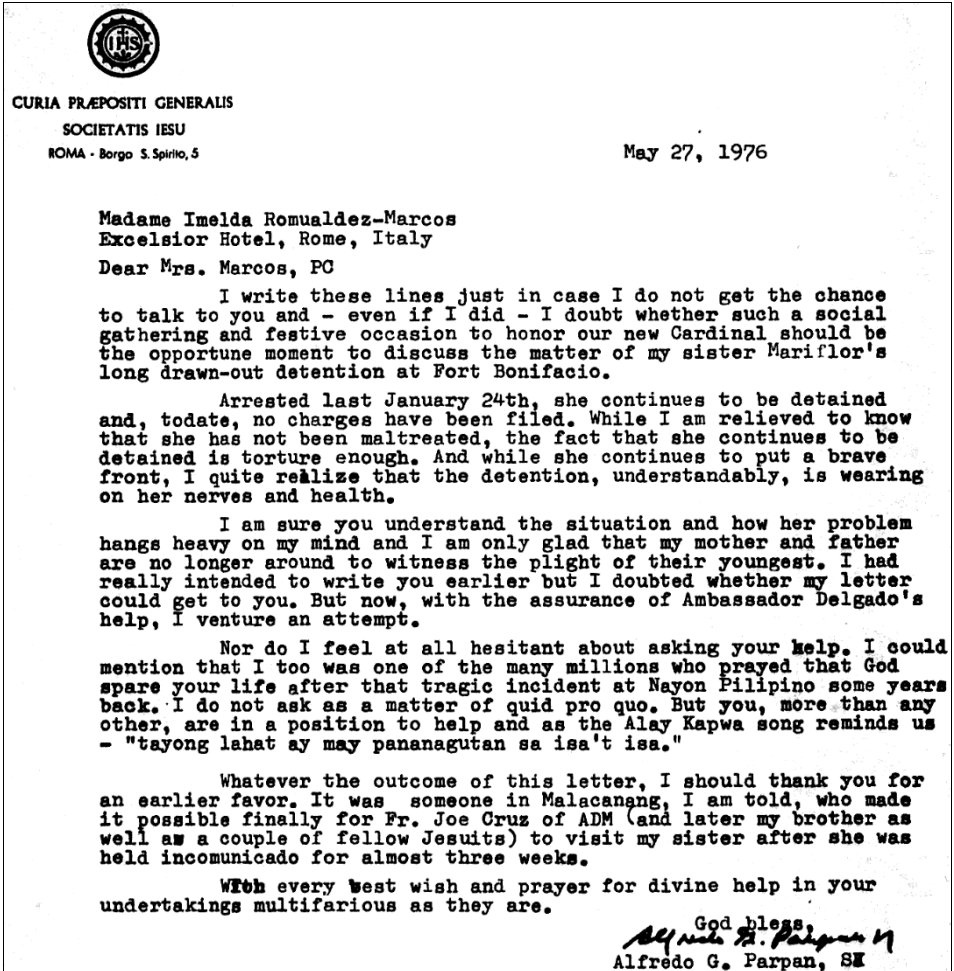 IHS
CURIA PRÆPOSITI GENERALIS
SOCIETATIS IESU
ROMA - Borgo S. Spirito, 5
May 27, 1976
Madame Imelda Romualdez-Marcos
Excelsior Hotel, Rome, Italy
Dear Mrs. Marcos, PC
I write these lines just in case I do not get the chance
to talk to you and - even if I did - I doubt whether such a social
gathering and festive occasion to honor our new Cardinal should be
the opportune moment to discuss the matter of my sister Mariflor's
long drawn-out detention at Fort Bonifacio.
Arrested last January 24th, she continues to be detained
and, todate, no charges have been filed. While I am relieved to know
that she has not been maltreated, the fact that she continues to be
detained is torture enough. And while she continues to put a brave
front, I quite realize that the detention, understandably, is wearing
on her nerves and health.
I am sure you understand the situation and how her problem
hangs heavy on my mind and I am only glad that my mother and father
are no longer around to witness the plight of their youngest. I had
really intended to write you earlier but I doubted whether my letter
could get to you. But now, with the assurance of Ambassador Delgado's
help, I venture an attempt.
Nor do I feel at all hesitant about asking your help. I could
mention that I too was one of the many millions who prayed that God
spare your life after that tragic incident at Nayon Pilipino some years
back. I do not ask as a matter of quid pro quo. But you, more than any
other, are in a position to help and as the Alay Kapwa song reminds us
- "tayong lahat ay may pananagutan sa isa't isa."
Whatever the outcome of this letter, I should thank you for
an earlier favor. It was someone in Malacanang, I am told, who made
it possible finally for Fr. Joe Cruz of ADM (and later my brother as
well as a couple of fellow Jesuits) to visit my sister after she was
held incomunicado for almost three weeks.
With every best wish and prayer for divine help in your
undertakings multifarious as they are.
God bless,
Alfredo G. Parpan SJ
Alfredo G. Parpan, SJ